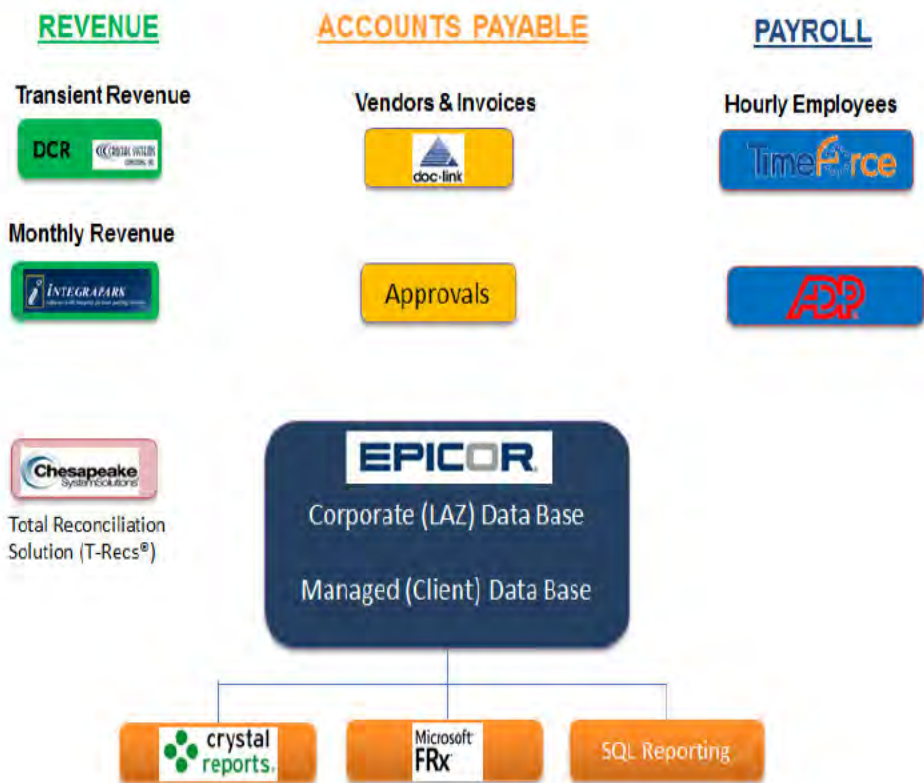 REVENUE
ACCOUNTS PAYABLE
PAYROLL
Transient Revenue
Vendors & Invoices
Hourly Employees
DCR
doc·link
TimeForce
Monthly Revenue
INTEGRAPARK
Approvals
ADP
Chesapeake
System Solutions
Total Reconciliation
Solution (T-Recs®)
EPICOR®
Corporate (LAZ) Data Base
Managed (Client) Data Base
crystal
reports.
Microsoft
FRx
SQL Reporting